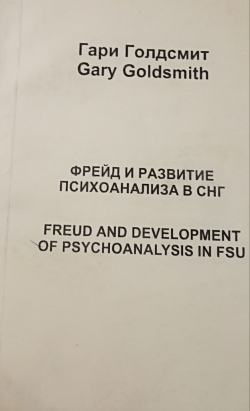 Гари Голдсмит
Gary Goldsmith
ФРЕЙД И РАЗВИТИЕ
ПСИХОАНАЛИЗА В СНГ
FREUD AND DEVELOPMENT
OF PSYCHOANALYSIS IN FSU